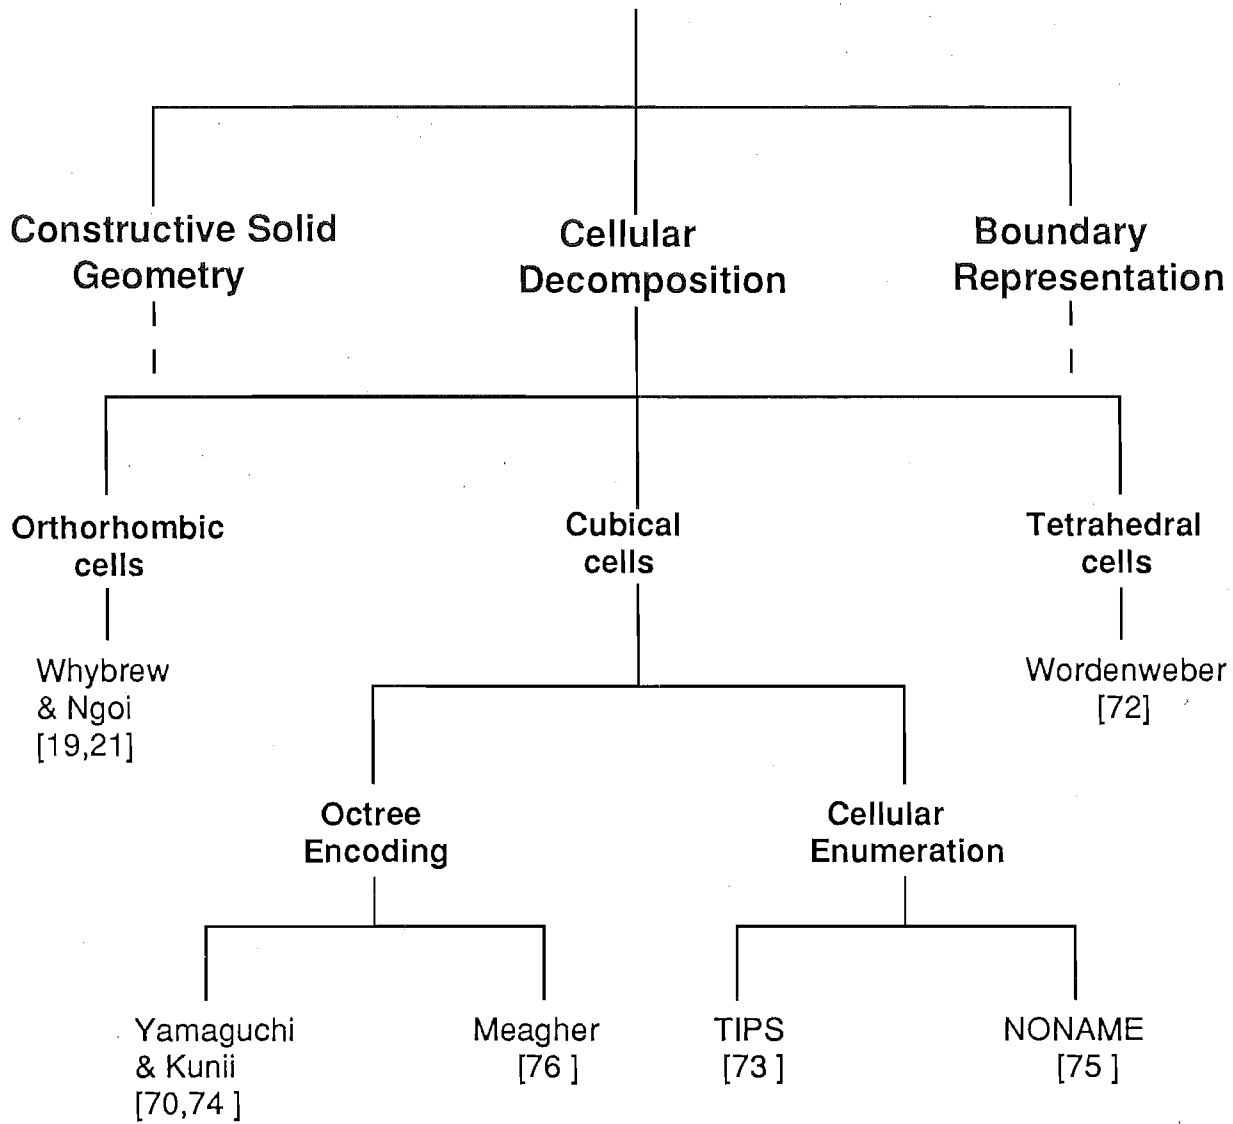 Constructive Solid
Geometry
Cellular
Decomposition
Boundary
Representation
Orthorhombic
cells
Cubical
cells
Tetrahedral
cells
Whybrew
& Ngoi
[19,21]
Wordenweber
[72]
Octree
Encoding
Cellular
Enumeration
Yamaguchi
& Kunii
[70,74 ]
Meagher
[76 ]
TIPS
[73 ]
NONAME
[75 ]